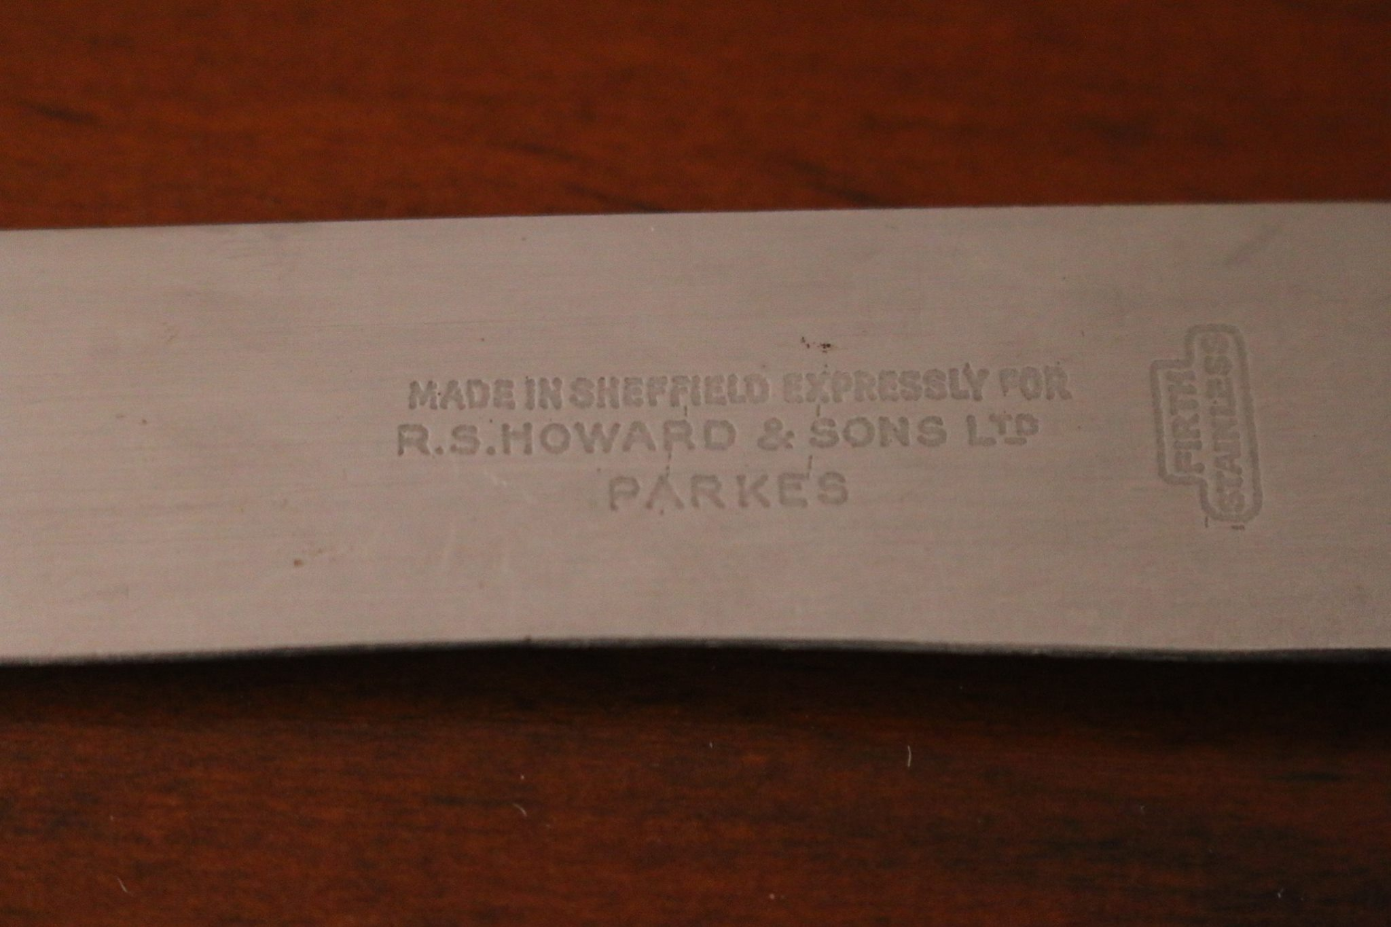 MADE IN SHEFFIELD EXPRESSLY FOR
R.S.HOWARD & SONS LTD
PARKES
FIRTH
STAINLESS